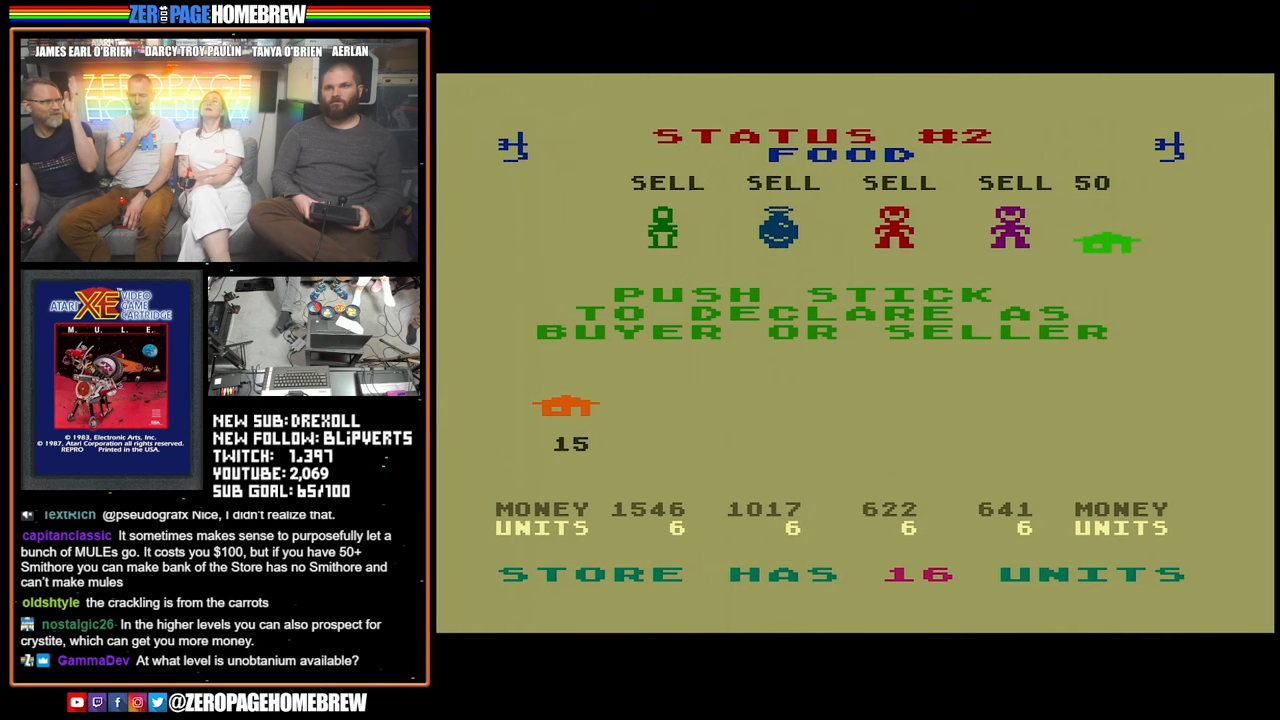 ZEROPAGEHOMEBREW
JAMES EARL O'BRIEN DARCY TROY PAULIN TANYA O'BRIEN AERLAN
ZEROPAGE
HOMEBREW
ATARI XE VIDEO GAME CARTRIDGE
M. U. L. E.
© 1983, Electronic Arts, Inc.
© 1987, Atari Corporation all rights reserved.
REPRO Printed in the USA.
NEW SUB: DREXOLL
NEW FOLLOW: BLIPVERTS
TWITCH: 1,397
YOUTUBE: 2,069
SUB GOAL: 65/100
TextRich @pseudografx Nice, I didn't realize that.
capitanclassic It sometimes makes sense to purposefully let a
bunch of MULEs go. It costs you $100, but if you have 50+
Smithore you can make bank of the Store has no Smithore and
can't make mules
oldshtyle the crackling is from the carrots
nostalgic26 In the higher levels you can also prospect for
crystite, which can get you more money.
GammaDev At what level is unobtanium available?
@ZEROPAGEHOMEBREW
STATUS #2
FOOD
SELL SELL SELL SELL 50
PUSH STICK
TO DECLARE AS
BUYER OR SELLER
15
MONEY 1546 1017 622 641 MONEY
UNITS 6 6 6 6 UNITS
STORE HAS 16 UNITS